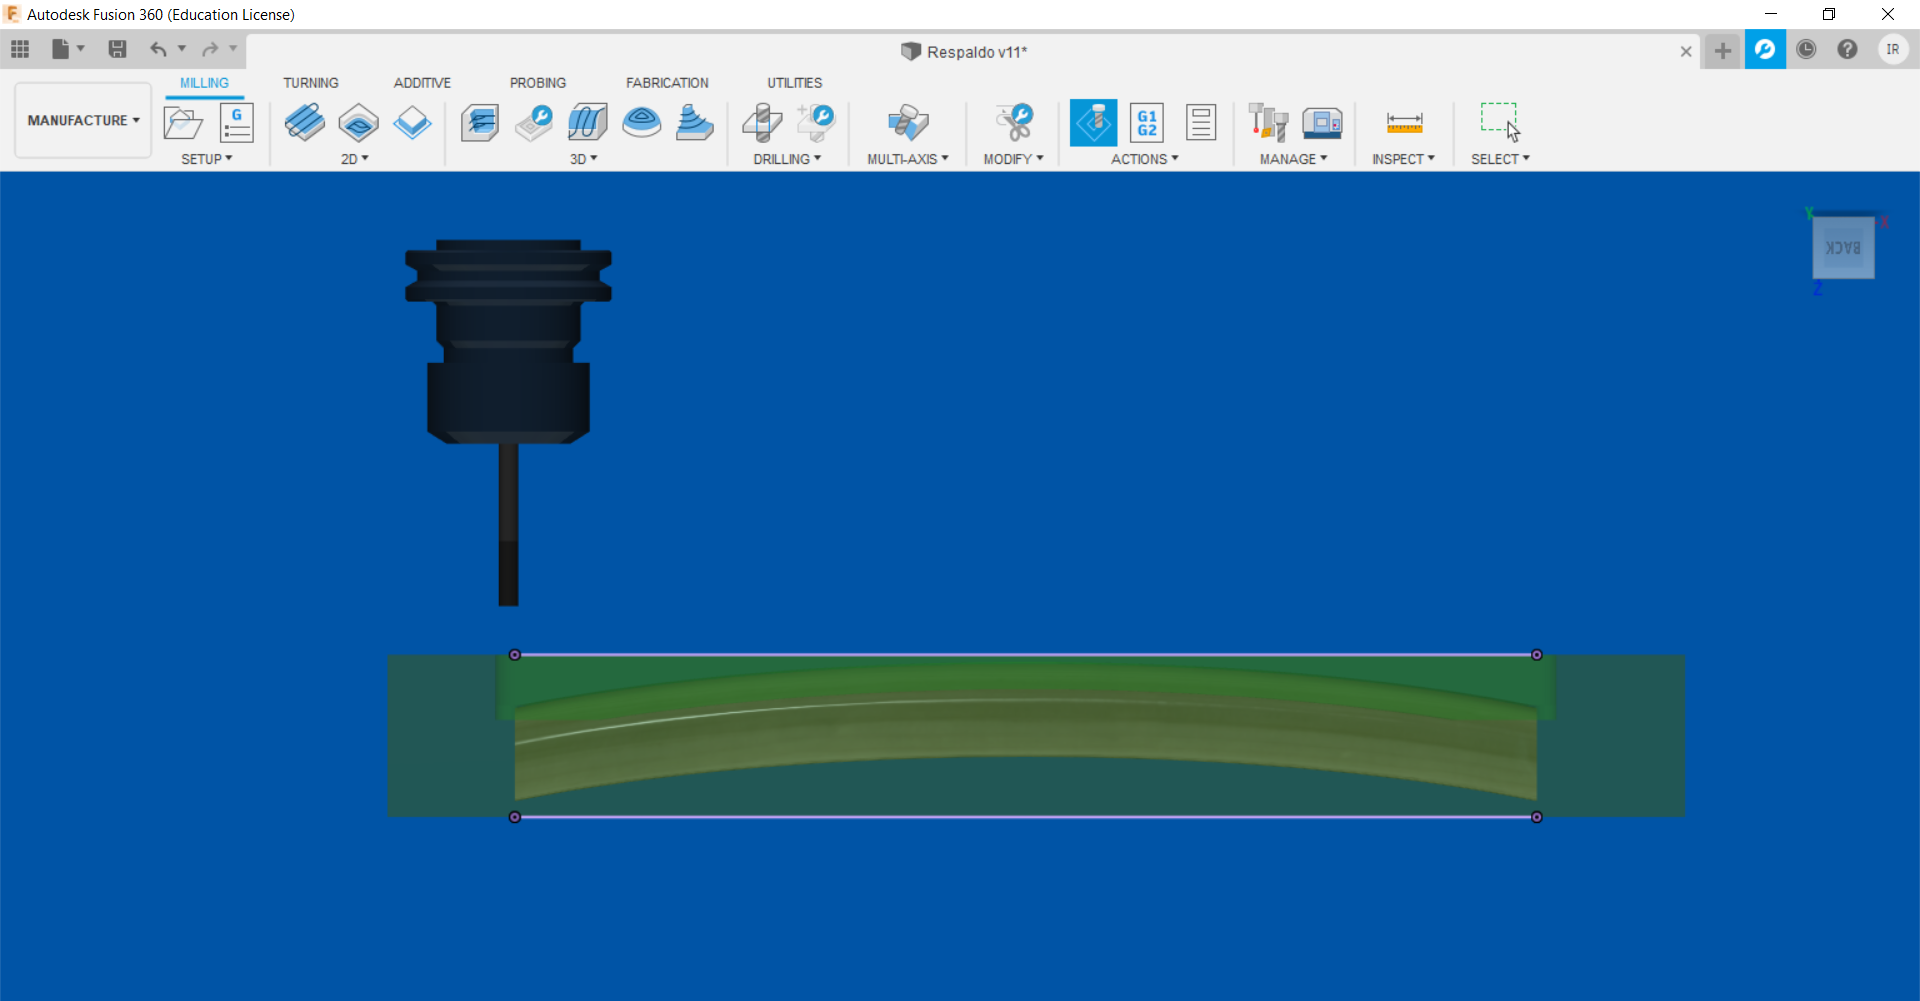 Autodesk Fusion 360 (Education License)
Respaldo v11*
IR
MILLING TURNING ADDITIVE PROBING FABRICATION UTILITIES
MANUFACTURE
G
G1
G2
SETUP 2D 3D DRILLING MULTI-AXIS MODIFY ACTIONS MANAGE INSPECT SELECT
Y
X
BACK
Z